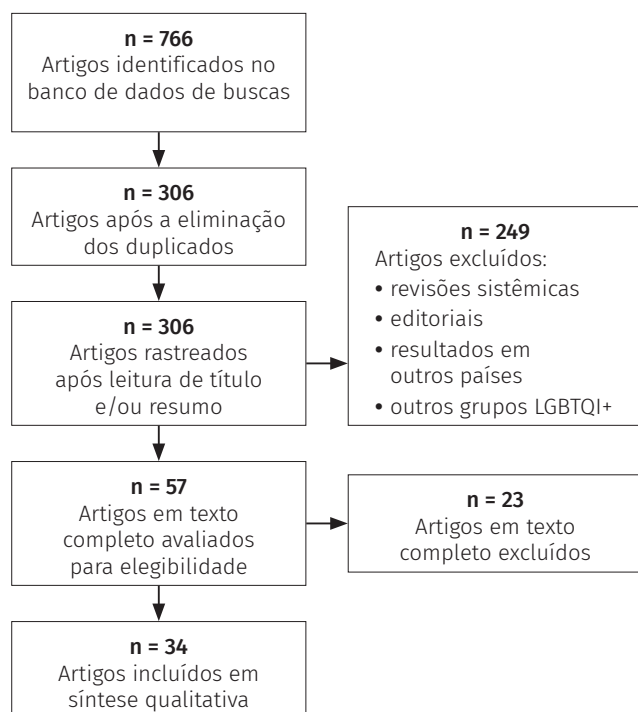 n = 766
Artigos identificados no
banco de dados de buscas
n = 306
Artigos após a eliminação
dos duplicados
n = 306
Artigos rastreados
após leitura de título
e/ou resumo
n = 249
Artigos excluídos:
• revisões sistêmicas
• editoriais
• resultados em
outros países
• outros grupos LGBTQI+
n = 57
Artigos em texto
completo avaliados
para elegibilidade
n = 23
Artigos em texto
completo excluídos
n = 34
Artigos incluídos em
síntese qualitativa